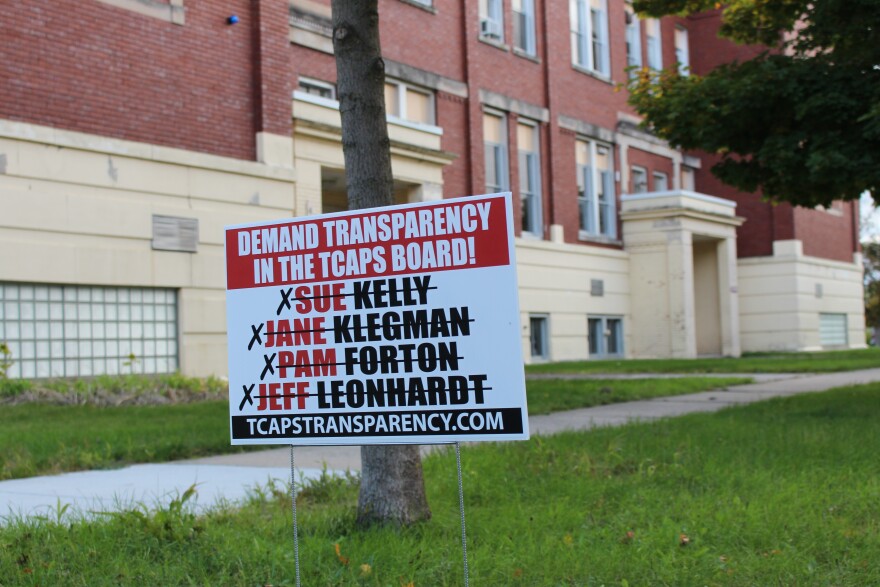 DEMAND TRANSPARENCY
IN THE TCAPS BOARD!
X SUE KELLY
X JANE KLEGMAN
X PAM FORTON
X JEFF LEONHARDT
TCAPSTRANSPARENCY.COM